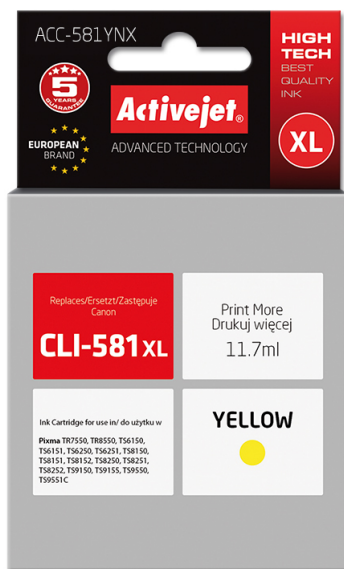 ACC-581YNX
HIGH
TECH
BEST
QUALITY
INK
5
YEARS
GUARANTEE
Activejet®
EUROPEAN
BRAND
ADVANCED TECHNOLOGY
XL
Replaces/Ersetzt/Zastępuje
Canon
CLI-581 XL
Print More
Drukuj więcej
11.7ml
Ink Cartridge for use in/ do użytku w
Pixma TR7550, TR8550, TS6150,
TS6151, TS6250, TS6251, TS8150,
TS8151, TS8152, TS8250, TS8251,
TS8252, TS9150, TS9155, TS9550,
TS9551C
YELLOW